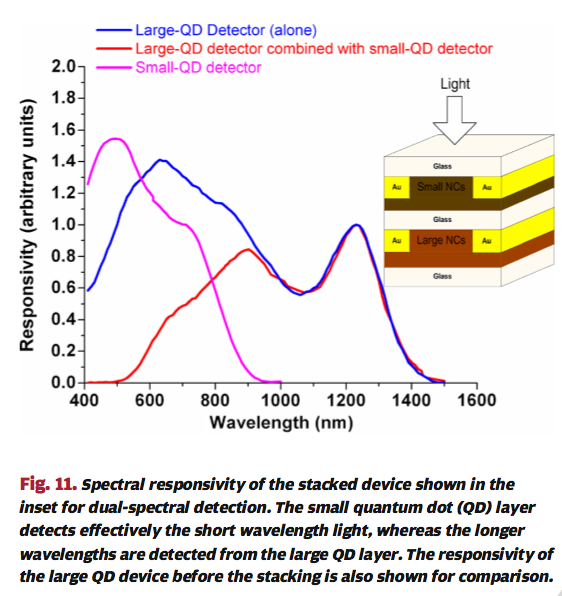 Large-QD Detector (alone)
Large-QD detector combined with small-QD detector
Small-QD detector
2.0
1.8
1.6
1.4
1.2
1.0
0.8
0.6
0.4
0.2
0.0
Responsivity (arbitrary units)
400 600 800 1000 1200 1400 1600
Wavelength (nm)
Light
Glass
Au Small NCs Au
Glass
Au Large NCs Au
Glass
Fig. 11. Spectral responsivity of the stacked device shown in the
inset for dual-spectral detection. The small quantum dot (QD) layer
detects effectively the short wavelength light, whereas the longer
wavelengths are detected from the large QD layer. The responsivity of
the large QD device before the stacking is also shown for comparison.